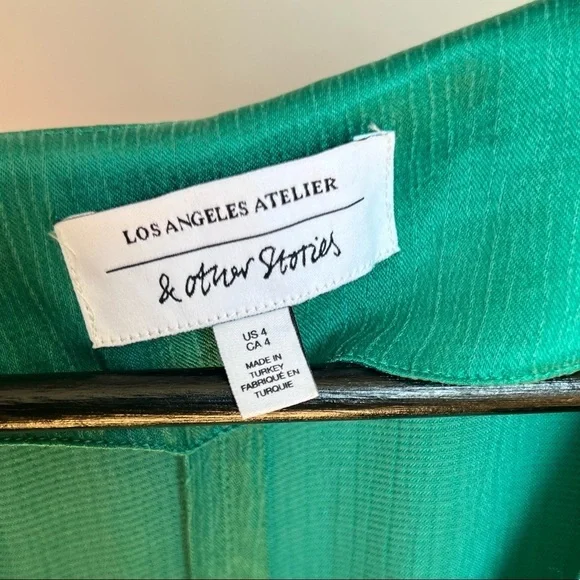 LOS ANGELES ATELIER
& other Stories
US 4
CA 4
MADE IN
TURKEY
FABRIQUÉ EN
TURQUIE